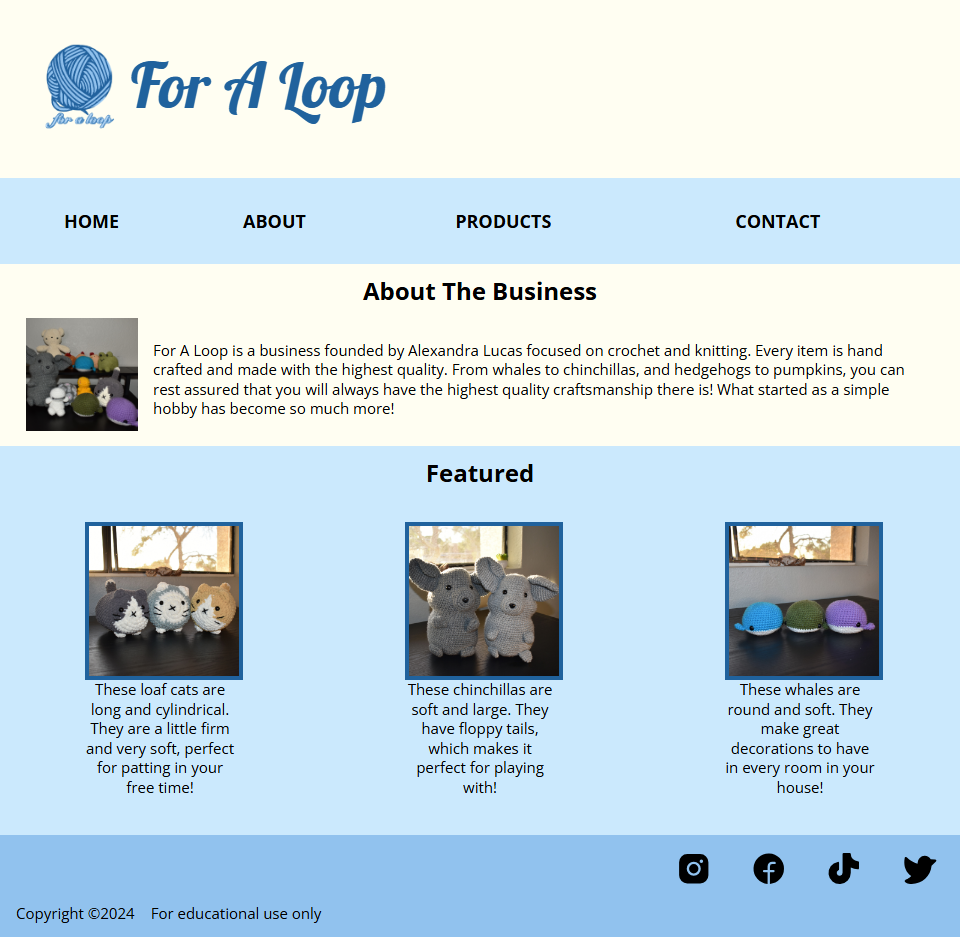 for a loop
For A Loop
HOME ABOUT PRODUCTS CONTACT
About The Business
For A Loop is a business founded by Alexandra Lucas focused on crochet and knitting. Every item is hand
crafted and made with the highest quality. From whales to chinchillas, and hedgehogs to pumpkins, you can
rest assured that you will always have the highest quality craftsmanship there is! What started as a simple
hobby has become so much more!
Featured
These loaf cats are
long and cylindrical.
They are a little firm
and very soft, perfect
for patting in your
free time!
These chinchillas are
soft and large. They
have floppy tails,
which makes it
perfect for playing
with!
These whales are
round and soft. They
make great
decorations to have
in every room in your
house!
Copyright ©2024 For educational use only